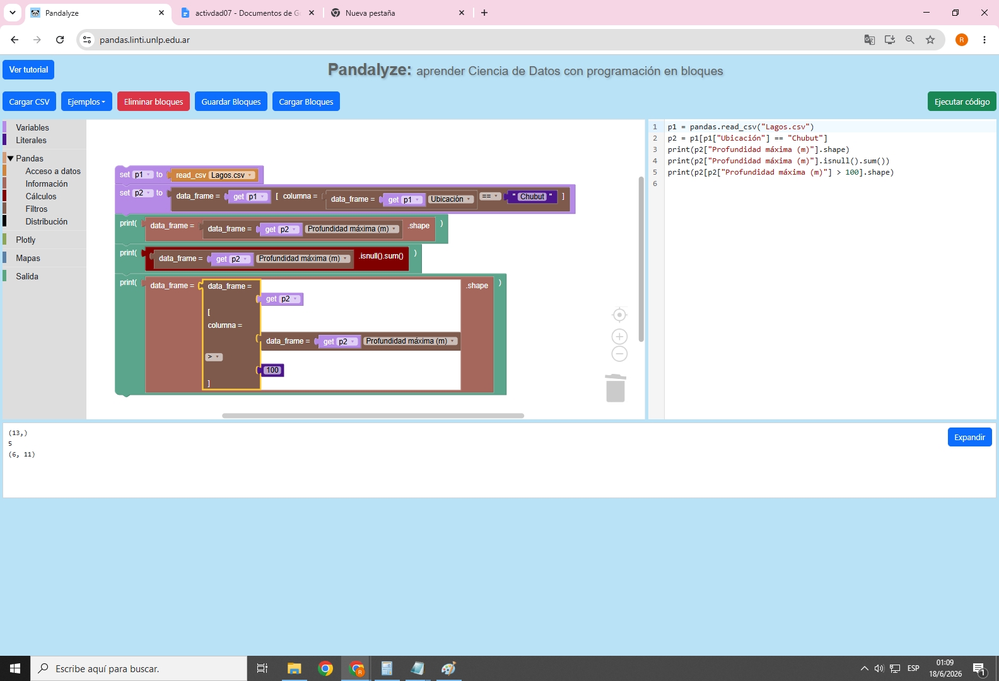 Pandalyze
activdad07 - Documentos de G
Nueva pestaña
pandas.linti.unlp.edu.ar
R
Ver tutorial
Pandalyze: aprender Ciencia de Datos con programación en bloques
Cargar CSV
Ejemplos
Eliminar bloques
Guardar Bloques
Cargar Bloques
Ejecutar código
Variables
Literales
Pandas
Acceso a datos
Información
Cálculos
Filtros
Distribución
Plotly
Mapas
Salida
set p1 to read_csv Lagos.csv
set p2 to data_frame = get p1 [ columna = data_frame = get p1 Ubicación == " Chubut " ]
print( data_frame = data_frame = get p2 Profundidad máxima (m) .shape )
print( data_frame = get p2 Profundidad máxima (m) .isnull().sum() )
print( data_frame = data_frame = .shape )
get p2
[
columna =
data_frame = get p2 Profundidad máxima (m)
>
100
]
1 p1 = pandas.read_csv("Lagos.csv")
2 p2 = p1[p1["Ubicación"] == "Chubut"]
3 print(p2["Profundidad máxima (m)"].shape)
4 print(p2["Profundidad máxima (m)"].isnull().sum())
5 print(p2[p2["Profundidad máxima (m)"] > 100].shape)
6
(13,)
5
(6, 11)
Expandir
Escribe aquí para buscar.
R
ESP
01:09
18/6/2026
1